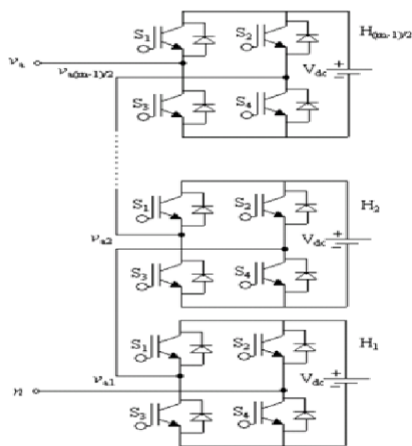 S1 S2 H(m-1)/2
va
va(m-1)/2 Vdc + −
S3 S4
S1 S2 H2
va2 Vdc + −
S3 S4
S1 S2 H1
va1 Vdc + −
n
S3 S4